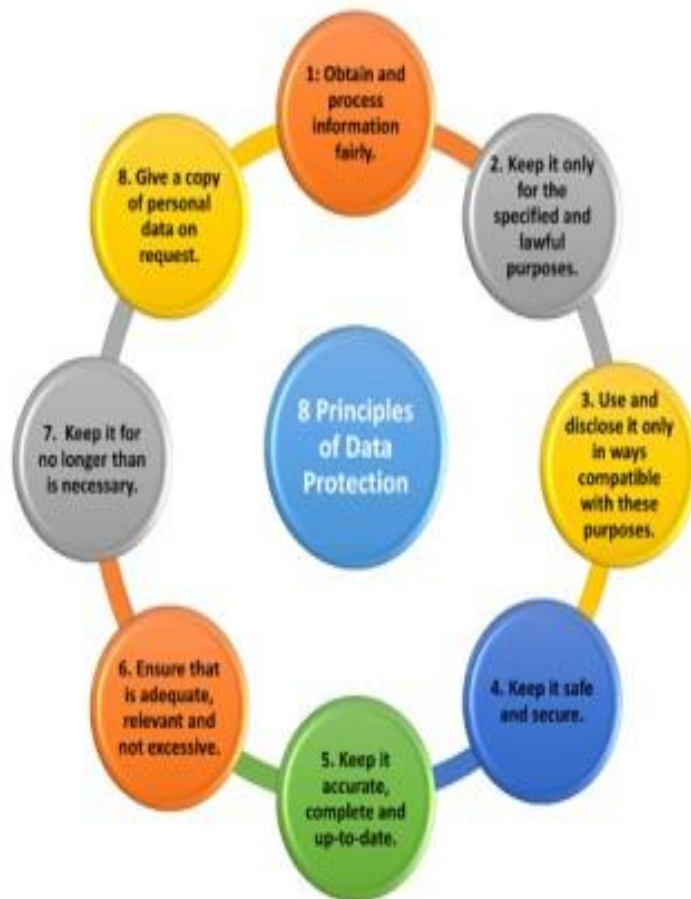 1: Obtain and
process
information
fairly.
2. Keep it only
for the
specified and
lawful
purposes.
3. Use and
disclose it only
in ways
compatible
with these
purposes.
4. Keep it safe
and secure.
5. Keep it
accurate,
complete and
up-to-date.
6. Ensure that
is adequate,
relevant and
not excessive.
7. Keep it for
no longer than
is necessary.
8. Give a copy
of personal
data on
request.
8 Principles
of Data
Protection